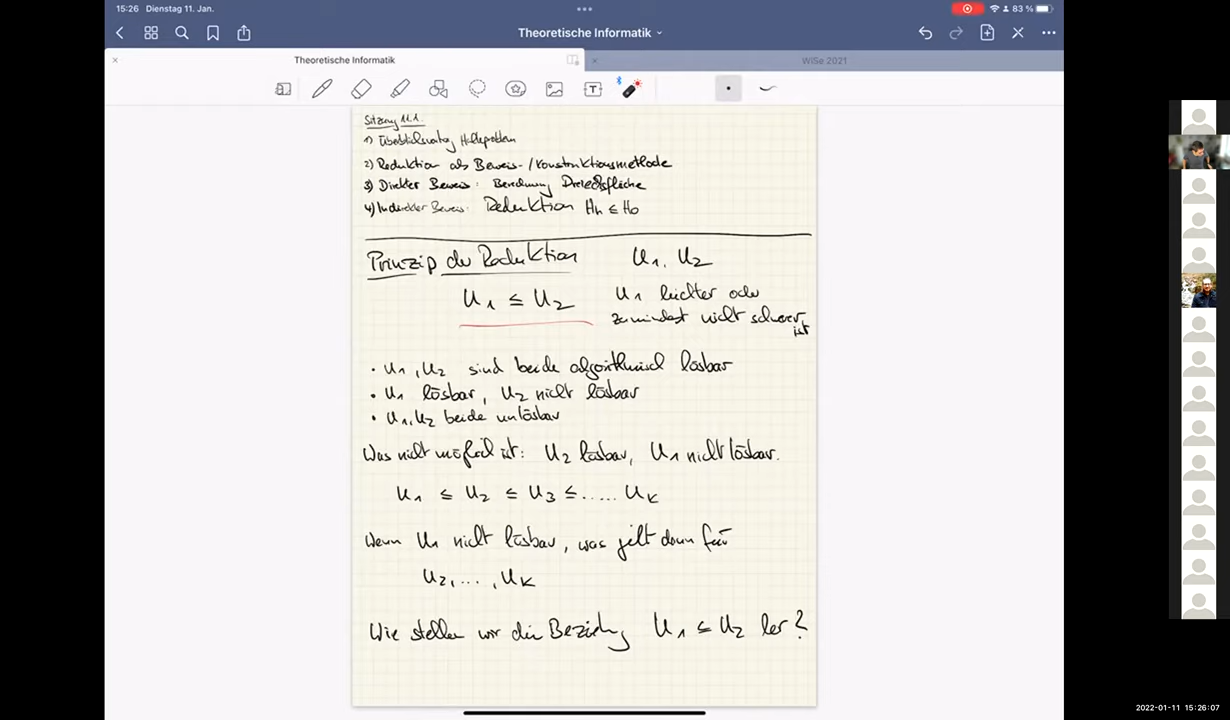 15:26 Dienstag 11. Jan.
83 %
Theoretische Informatik
Theoretische Informatik
WiSe 2021
Sitzung 11.1.
1) Halteproblem
2) Reduktion als Beweis-/Konstruktionsmethode
3) Direkter Beweis: Berechnung Dreiecksfläche
4) Indirekter Beweis: Reduktion Hh ≤ H0
Prinzip der Reduktion U1, U2
U1 ≤ U2 U1 leichter oder
zumindest nicht schwerer
ist
• U1, U2 sind beide algorithmisch lösbar
• U1 lösbar, U2 nicht lösbar
• U1, U2 beide unlösbar
Was nicht möglich ist: U2 lösbar, U1 nicht lösbar.
U1 ≤ U2 ≤ U3 ≤ ..... UK
Wenn U1 nicht lösbar, was gilt dann für
U2, ... , UK
Wie stellen wir die Beziehung U1 ≤ U2 her?
2022-01-11 15:26:07